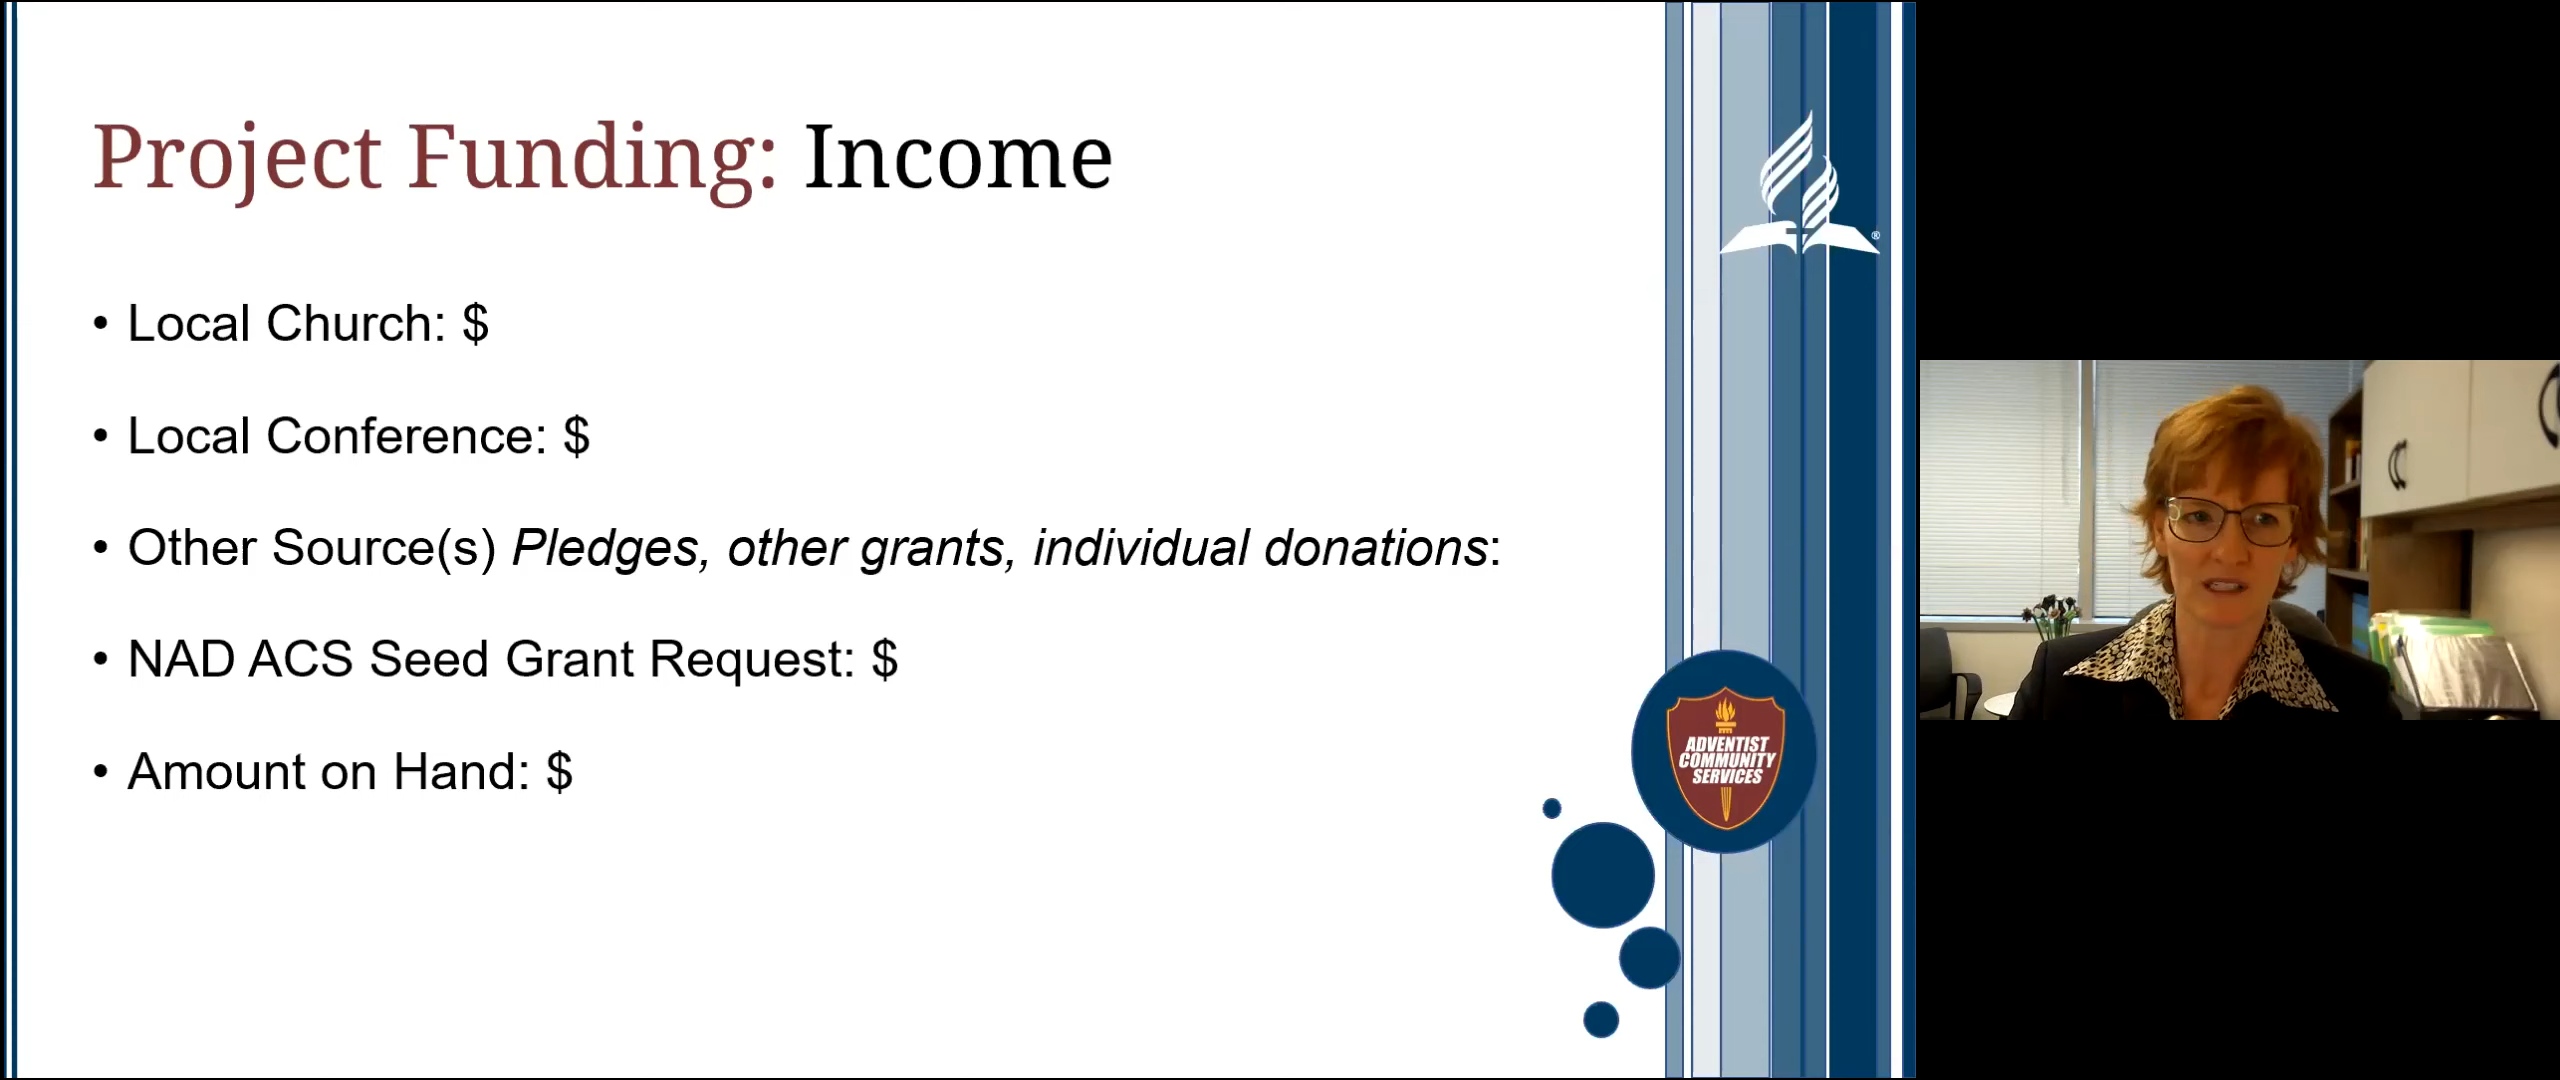 Project Funding: Income
• Local Church: $
• Local Conference: $
• Other Source(s) Pledges, other grants, individual donations:
• NAD ACS Seed Grant Request: $
• Amount on Hand: $
®
ADVENTIST
COMMUNITY
SERVICES